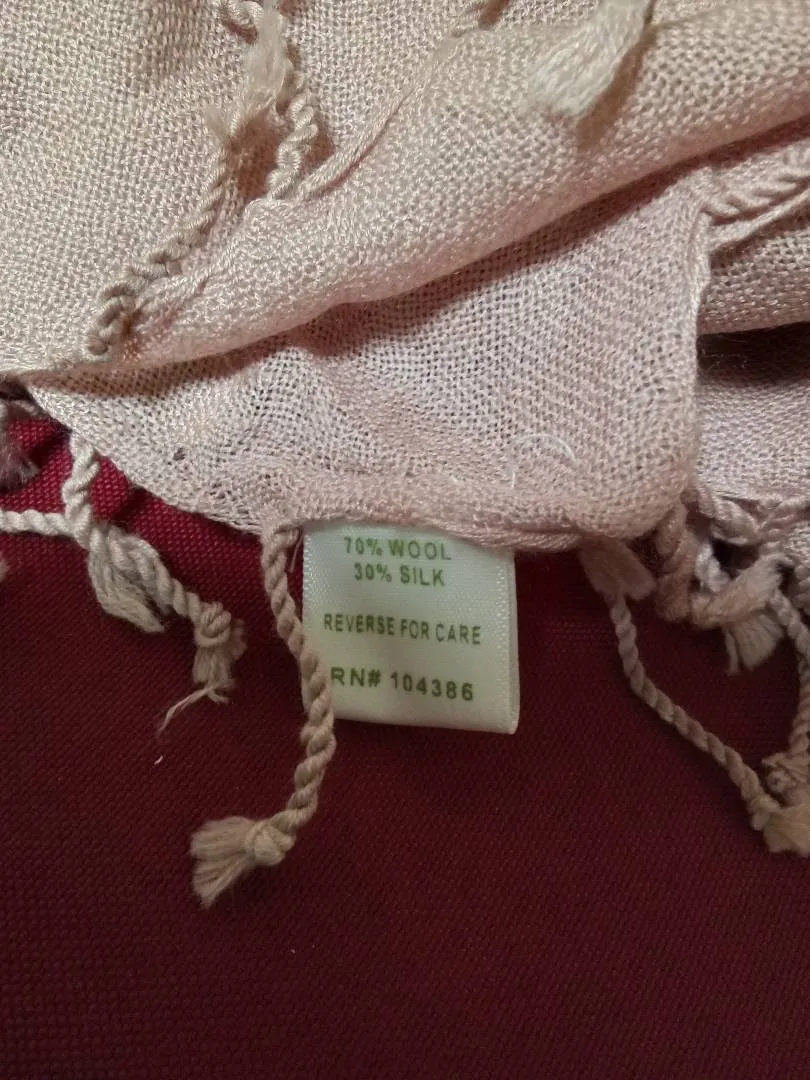 70% WOOL
30% SILK
REVERSE FOR CARE
RN# 104386